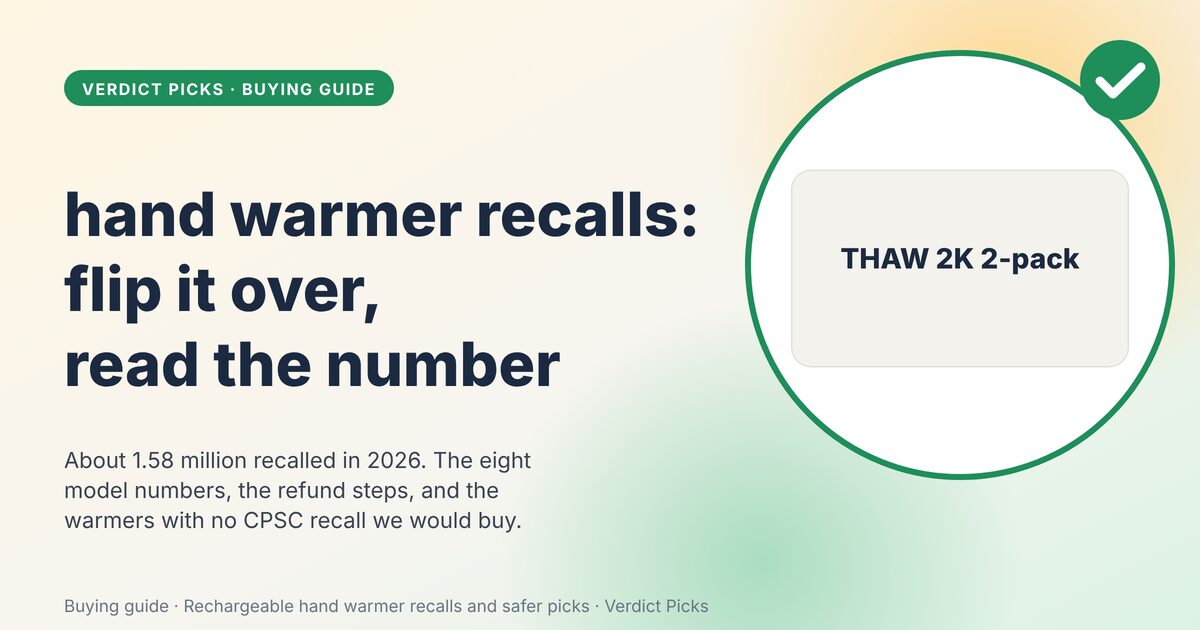 VERDICT PICKS · BUYING GUIDE
hand warmer recalls:
flip it over,
read the number
About 1.58 million recalled in 2026. The eight
model numbers, the refund steps, and the
warmers with no CPSC recall we would buy.
THAW 2K 2-pack
Buying guide · Rechargeable hand warmer recalls and safer picks · Verdict Picks